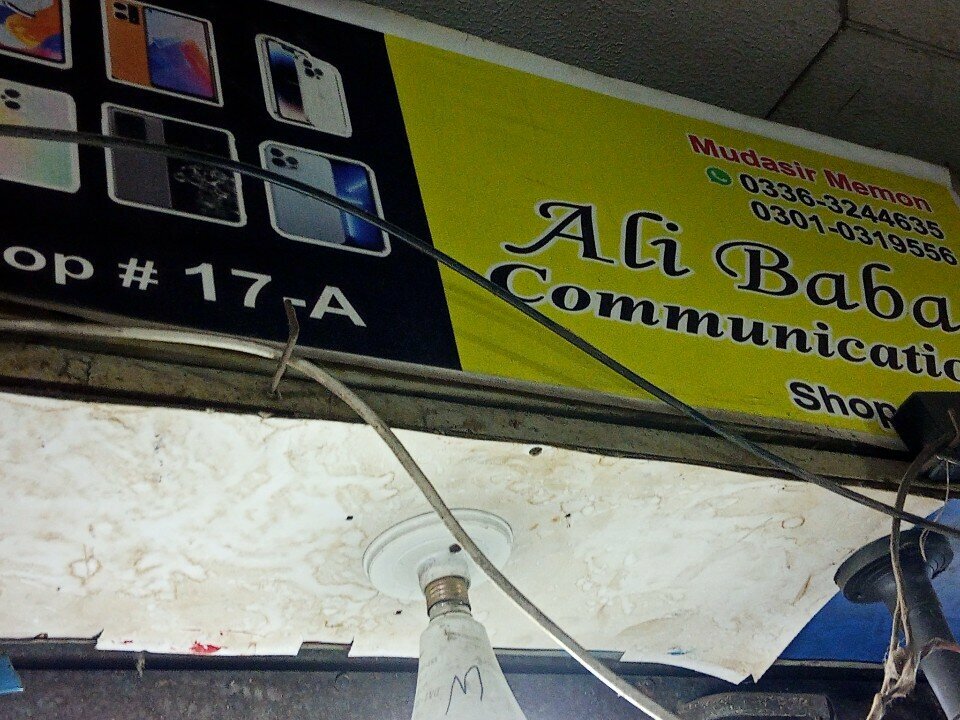 op # 17-A
Mudasir Memon
0336-3244635
0301-0319556
Ali Baba
Communicatio
Shop
M